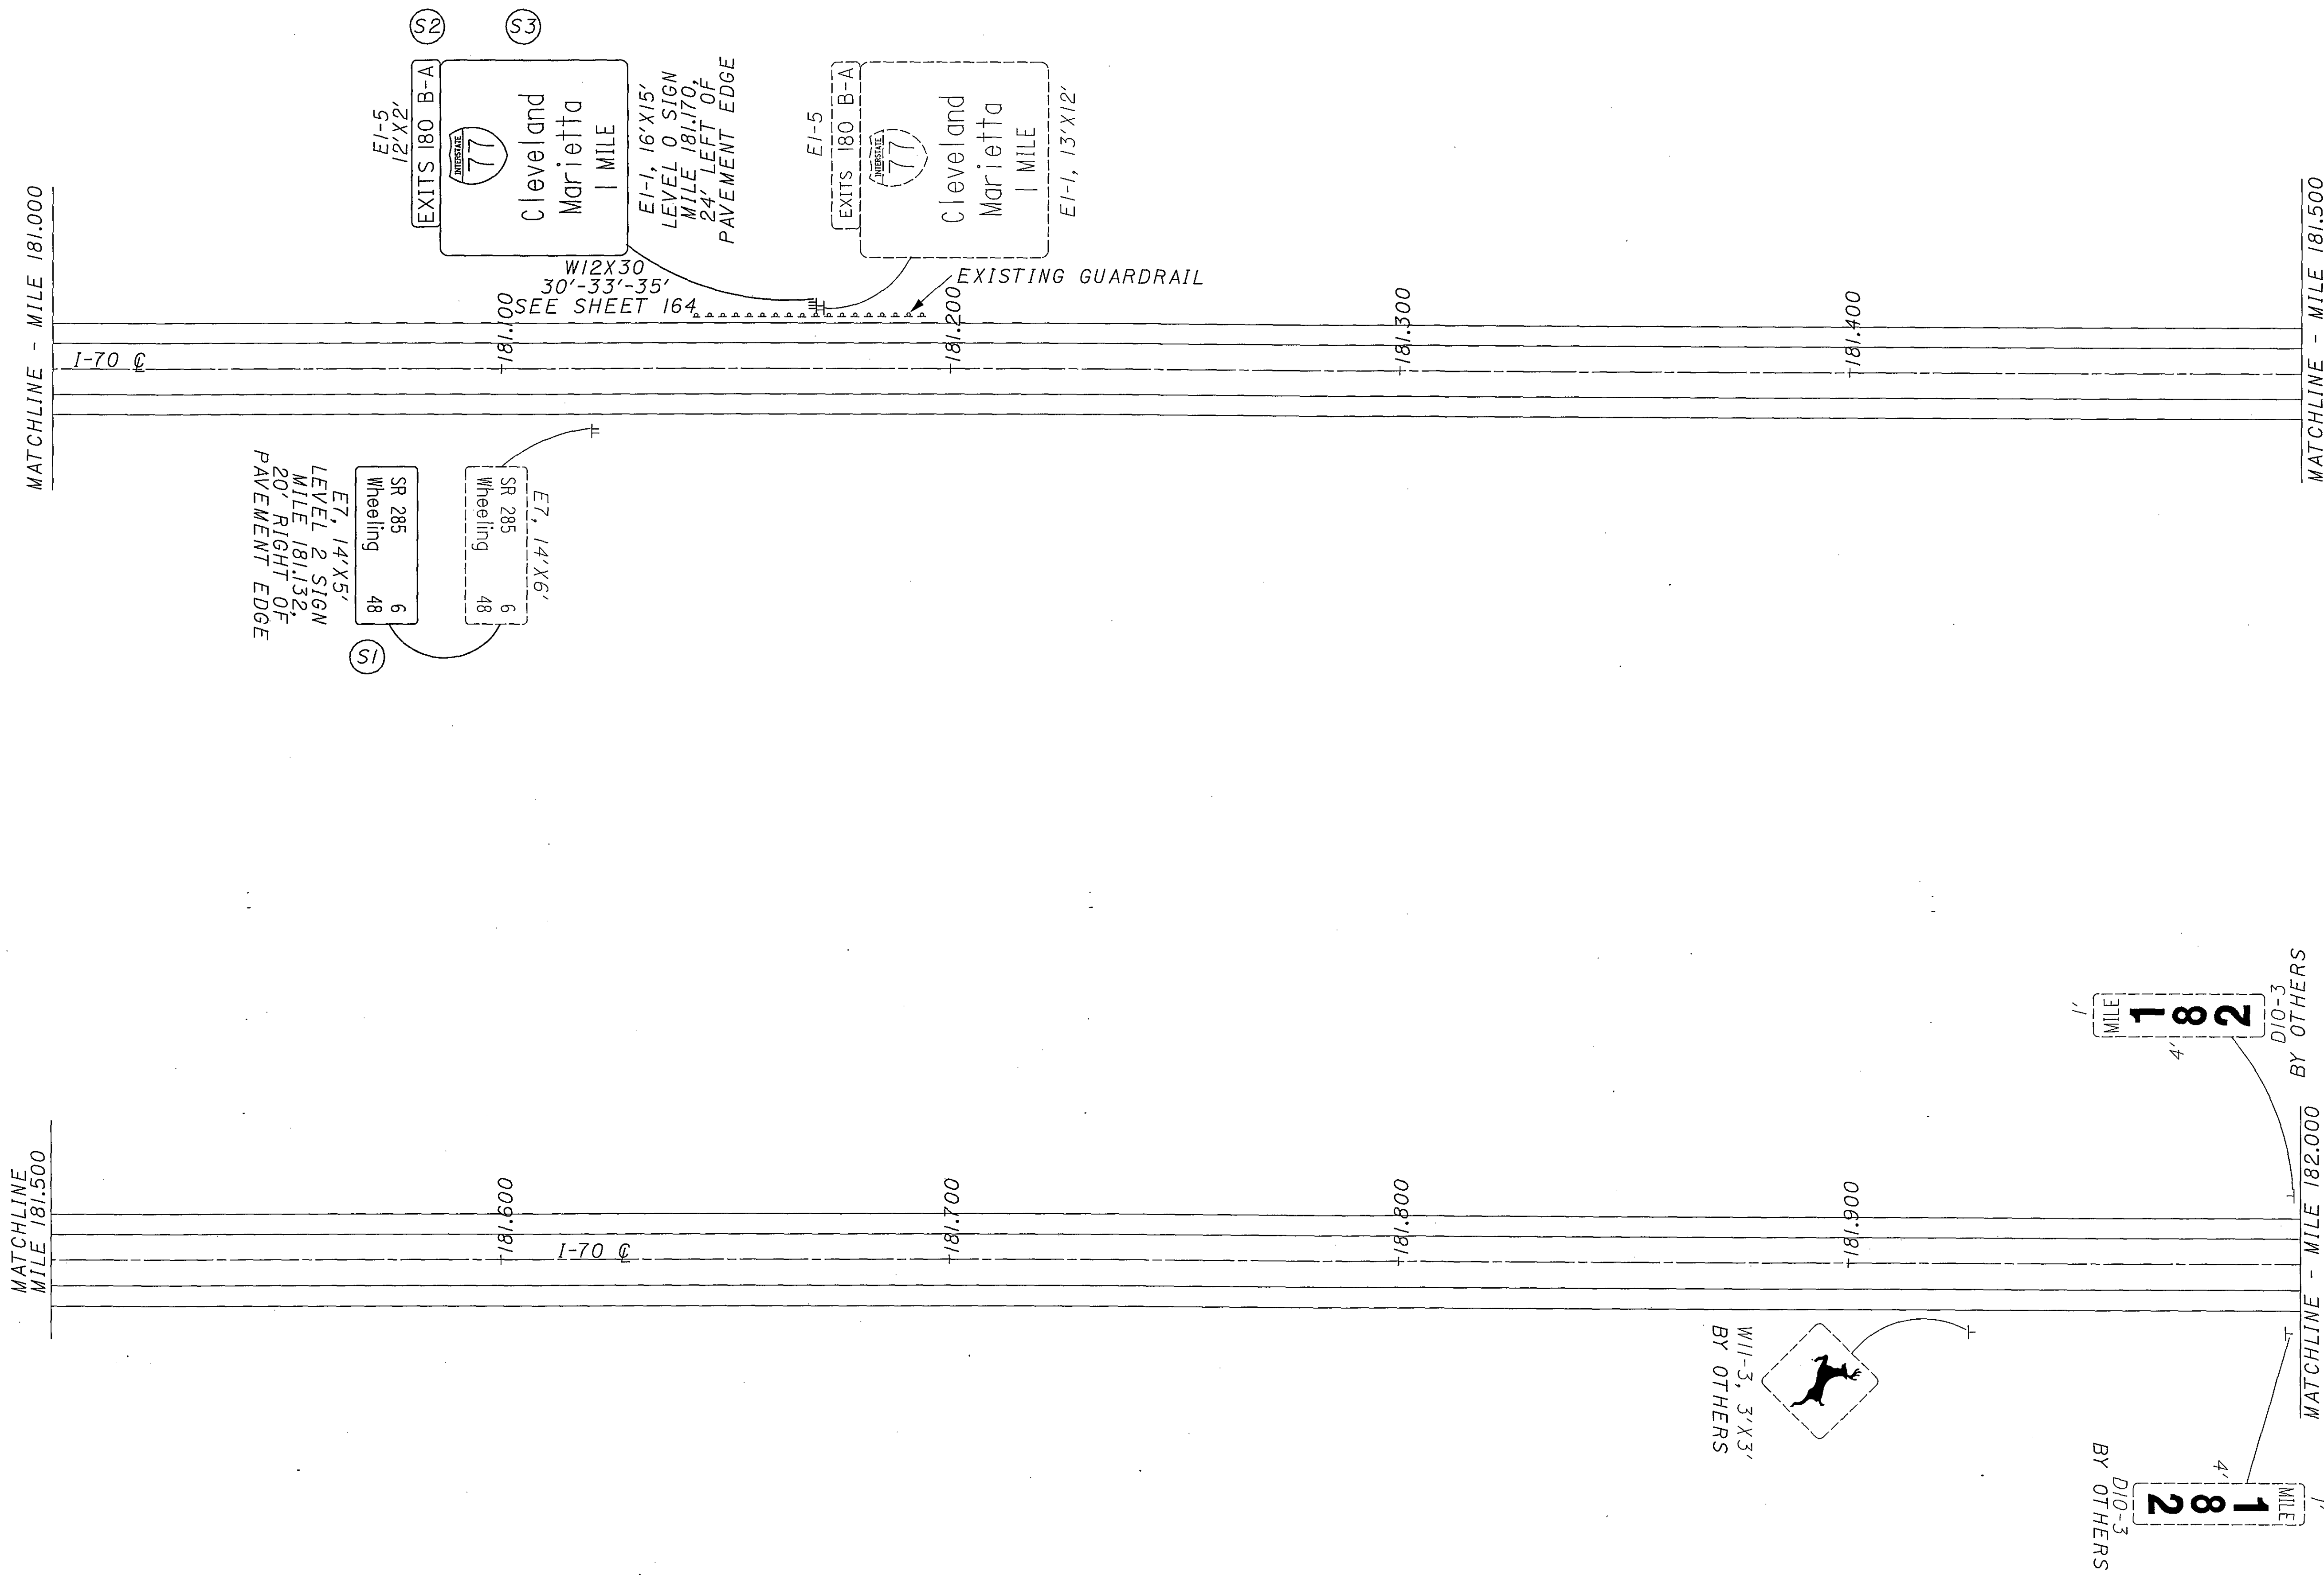 S2
S3
E1-5
12'X2'
EXITS 180 B-A
INTERSTATE
77
Cleveland
Marietta
1 MILE
E1-1, 16'X15'
LEVEL O SIGN
MILE 181.170,
24' LEFT OF
PAVEMENT EDGE
W12X30
30'-33'-35'
SEE SHEET 164
E1-5
EXITS 180 B-A
INTERSTATE
77
Cleveland
Marietta
1 MILE
E1-1, 13'X12'
EXISTING GUARDRAIL
MATCHLINE - MILE 181.000
I-70 ℄
181.100
181.200
181.300
181.400
MATCHLINE - MILE 181.500
E7, 14'X6'
SR 285 6
Wheeling 48
E7, 14'X5'
LEVEL 2 SIGN
MILE 181.132,
20' RIGHT OF
PAVEMENT EDGE
SR 285 6
Wheeling 48
S1
MATCHLINE
MILE 181.500
I-70 ℄
181.600
181.700
181.800
181.900
MATCHLINE - MILE 182.000
1'
MILE
182
4'
D10-3
BY OTHERS
W11-3, 3'X3'
BY OTHERS
1'
MILE
182
4'
D10-3
BY OTHERS